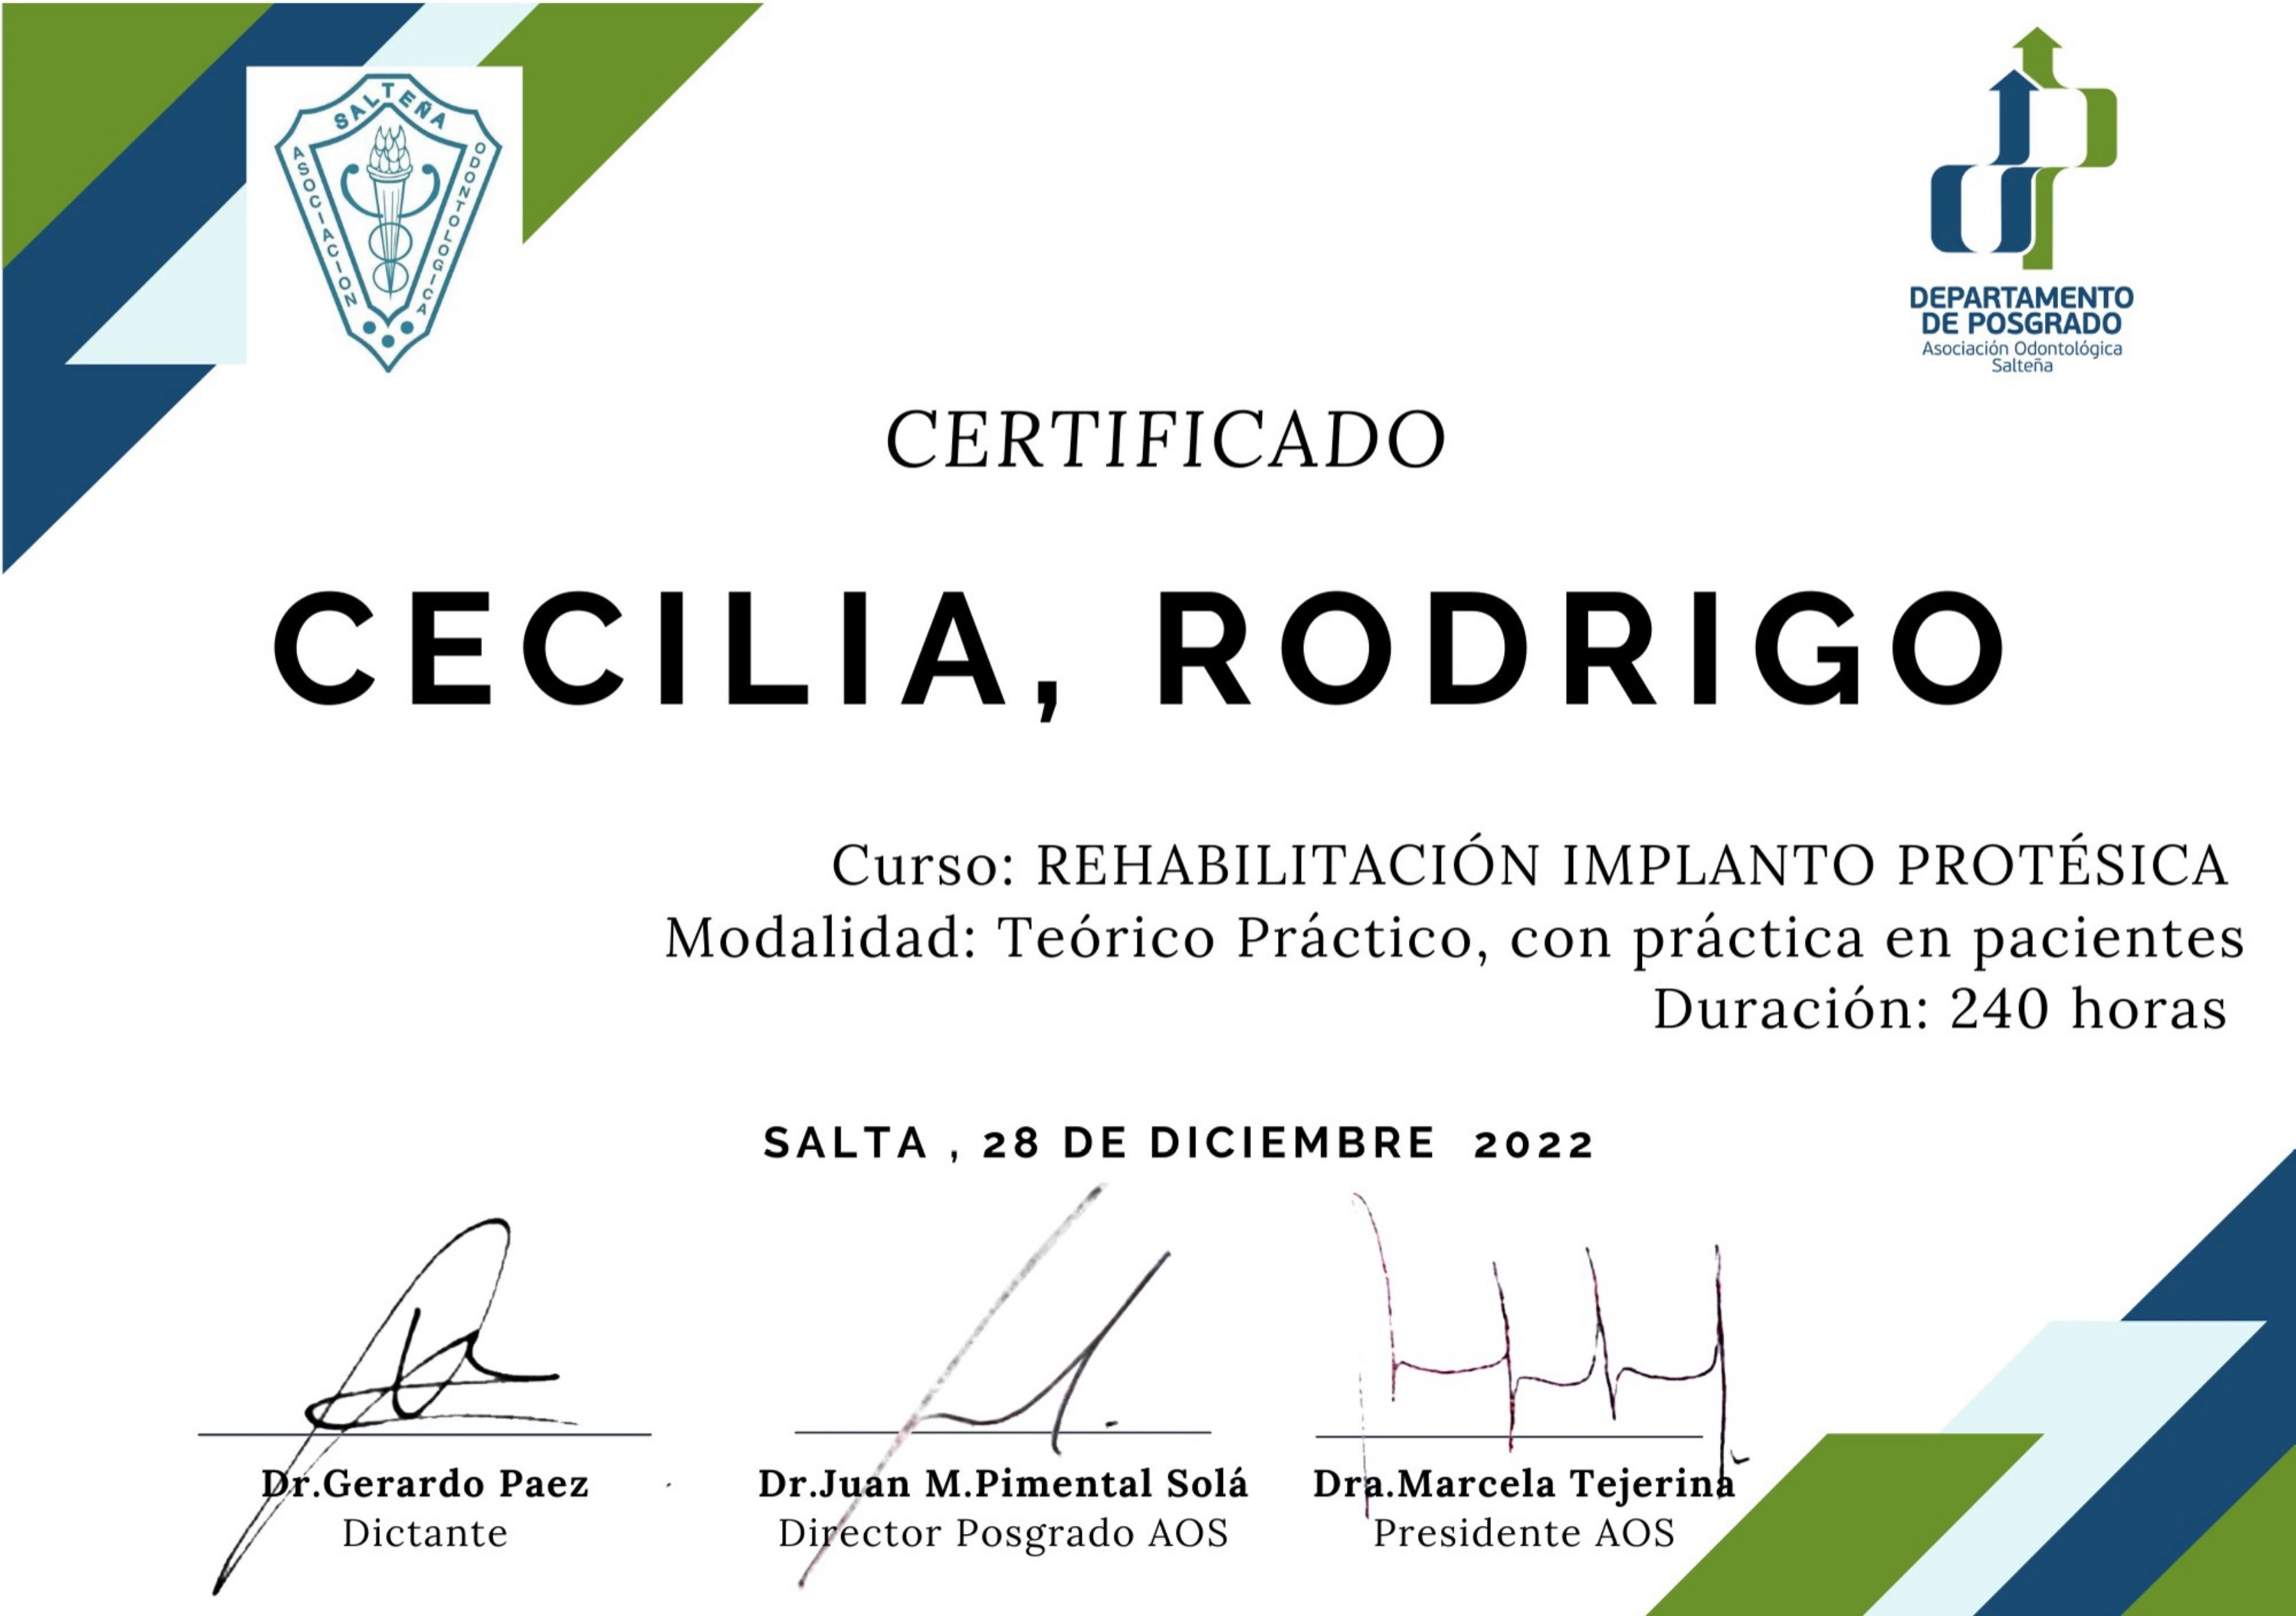 SALTEÑA
ASOCIACION
ODONTOLOGICA
DEPARTAMENTO
DE POSGRADO
Asociación Odontológica
Salteña
CERTIFICADO
CECILIA, RODRIGO
Curso: REHABILITACIÓN IMPLANTO PROTÉSICA
Modalidad: Teórico Práctico, con práctica en pacientes
Duración: 240 horas
SALTA , 28 DE DICIEMBRE 2022
Dr.Gerardo Paez
Dictante
Dr.Juan M.Pimental Solá
Director Posgrado AOS
Dra.Marcela Tejerina
Presidente AOS